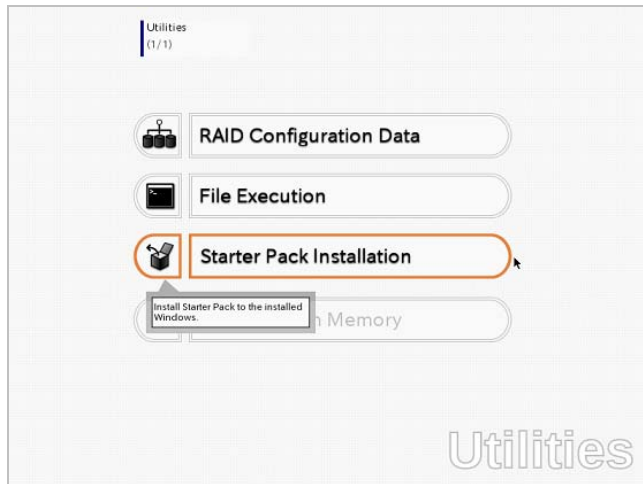 Utilities
(1/1)
RAID Configuration Data
File Execution
Starter Pack Installation
Install Starter Pack to the installed
Windows.
Memory
Utilities